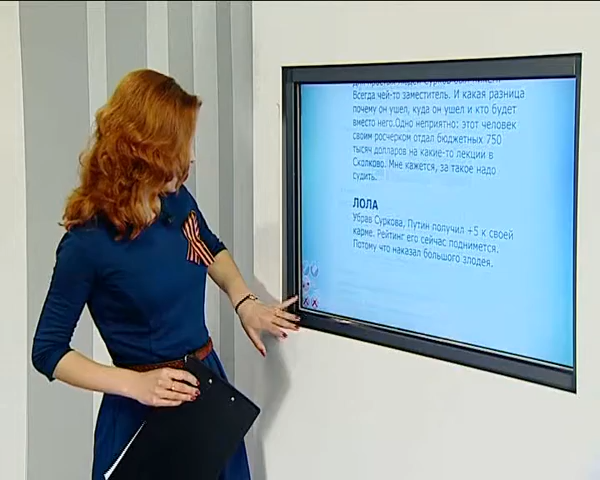 Всегда чей-то заместитель. И какая разница
почему он ушел, куда он ушел и кто будет
вместо него.Одно неприятно: этот человек
своим росчерком отдал бюджетных 750
тысяч долларов на какие-то лекции в
Сколково. Мне кажется, за такое надо
судить.
ЛОЛА
Убрав Суркова, Путин получил +5 к своей
карме. Рейтинг его сейчас поднимется.
Потому что наказал большого злодея.